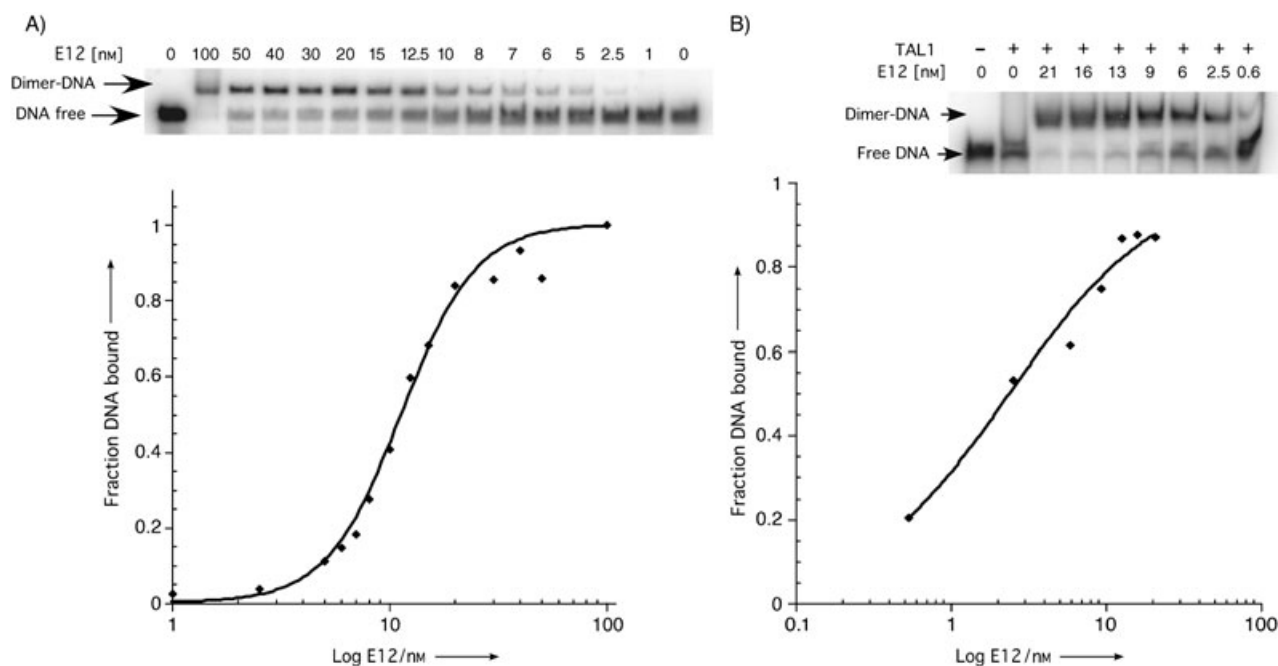 A)
E12 [nM] 0 100 50 40 30 20 15 12.5 10 8 7 6 5 2.5 1 0
Dimer-DNA
DNA free
Fraction DNA bound
1
0.8
0.6
0.4
0.2
0
1 10 100
Log E12/nM
B)
TAL1 – + + + + + + + +
E12 [nM] 0 0 21 16 13 9 6 2.5 0.6
Dimer-DNA
Free DNA
Fraction DNA bound
1
0.8
0.6
0.4
0.2
0
0.1 1 10 100
Log E12/nM